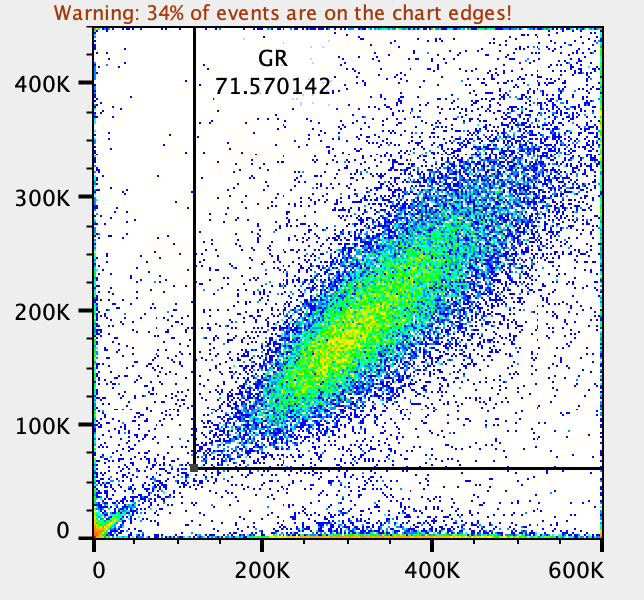 Warning: 34% of events are on the chart edges!
GR
71.570142
400K
300K
200K
100K
0
0 200K 400K 600K